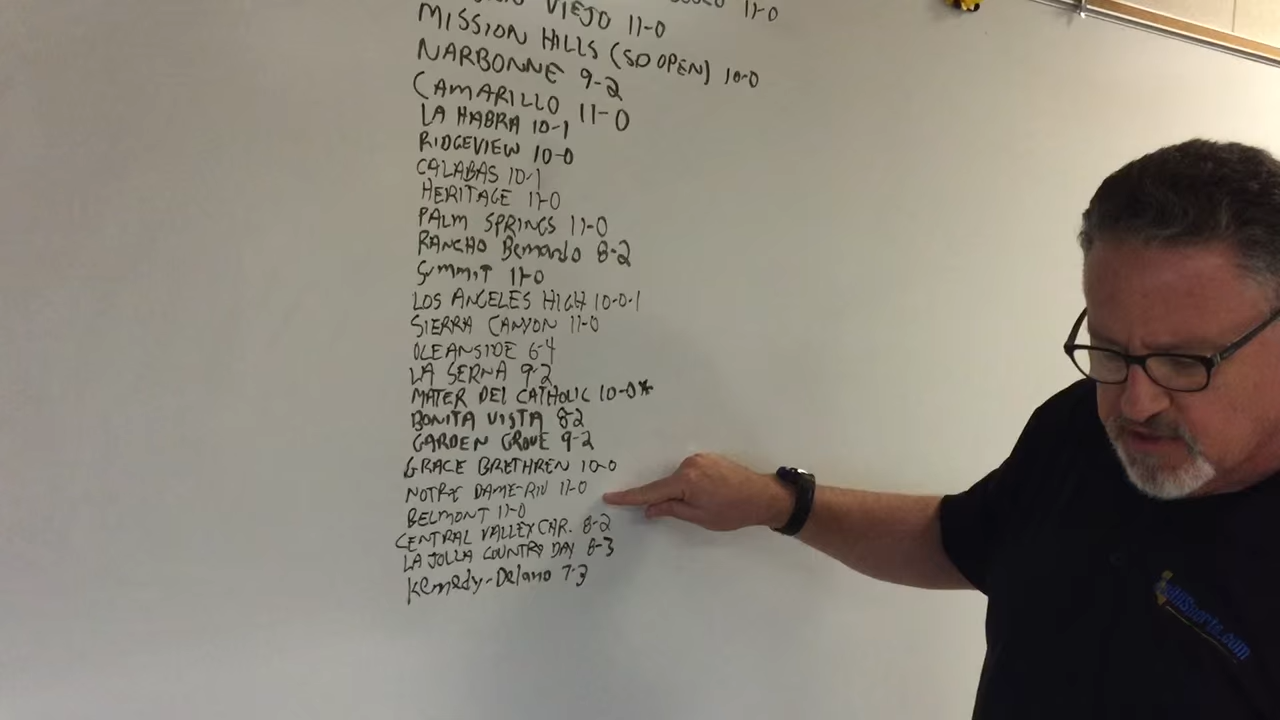 VIEJO 11-0
11-0
MISSION HILLS (SD OPEN) 10-0
NARBONNE 9-2
CAMARILLO 11-0
LA HABRA 10-1
RIDGEVIEW 10-0
CALABAS 10-1
HERITAGE 11-0
PALM SPRINGS 11-0
RANCHO Bernardo 8-2
SUMMIT 11-0
LOS ANGELES HIGH 10-0-1
SIERRA CANYON 11-0
OCEANSIDE 6-4
LA SERNA 9-2
MATER DEI CATHOLIC 10-0*
BONITA VISTA 8-2
GARDEN GROVE 9-2
GRACE BRETHREN 10-0
NOTRE DAME-RIV 11-0
BELMONT 11-0
CENTRAL VALLEY CAR. 8-2
LA JOLLA COUNTRY DAY 8-3
Kennedy-Delano 7-3